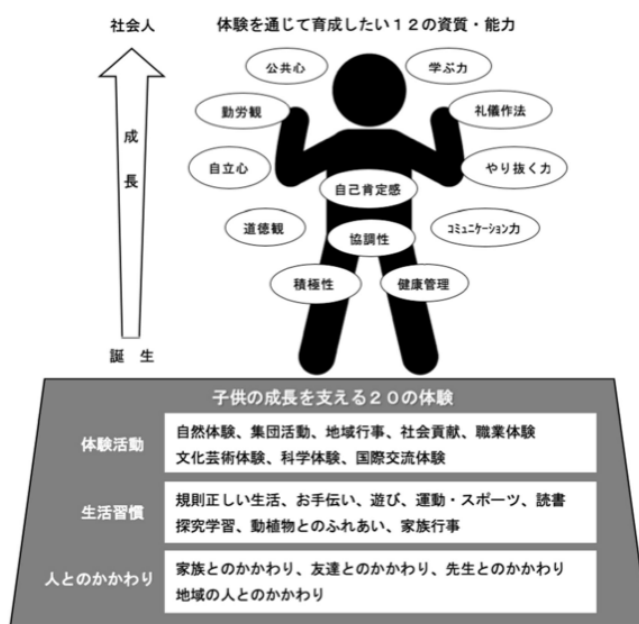 社会人
体験を通じて育成したい12の資質・能力
公共心
学ぶ力
勤労観
礼儀作法
成長
自立心
やり抜く力
自己肯定感
道徳観
協調性
コミュニケーション力
積極性
健康管理
誕 生
子供の成長を支える20の体験
体験活動
自然体験、集団活動、地域行事、社会貢献、職業体験
文化芸術体験、科学体験、国際交流体験
生活習慣
規則正しい生活、お手伝い、遊び、運動・スポーツ、読書
探究学習、動植物とのふれあい、家族行事
人とのかかわり
家族とのかかわり、友達とのかかわり、先生とのかかわり
地域の人とのかかわり